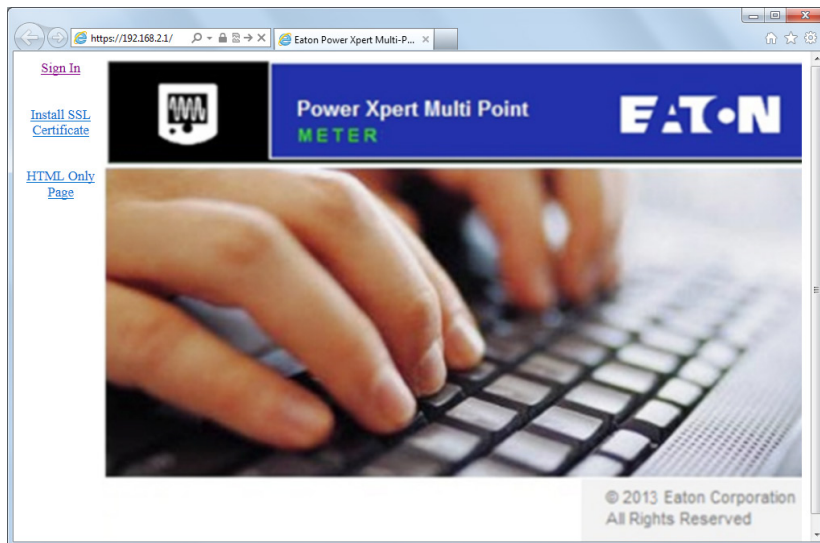 https://192.168.2.1/
Eaton Power Xpert Multi-P...
Sign In
Install SSL
Certificate
HTML Only
Page
Power Xpert Multi Point
METER
EATON
© 2013 Eaton Corporation
All Rights Reserved